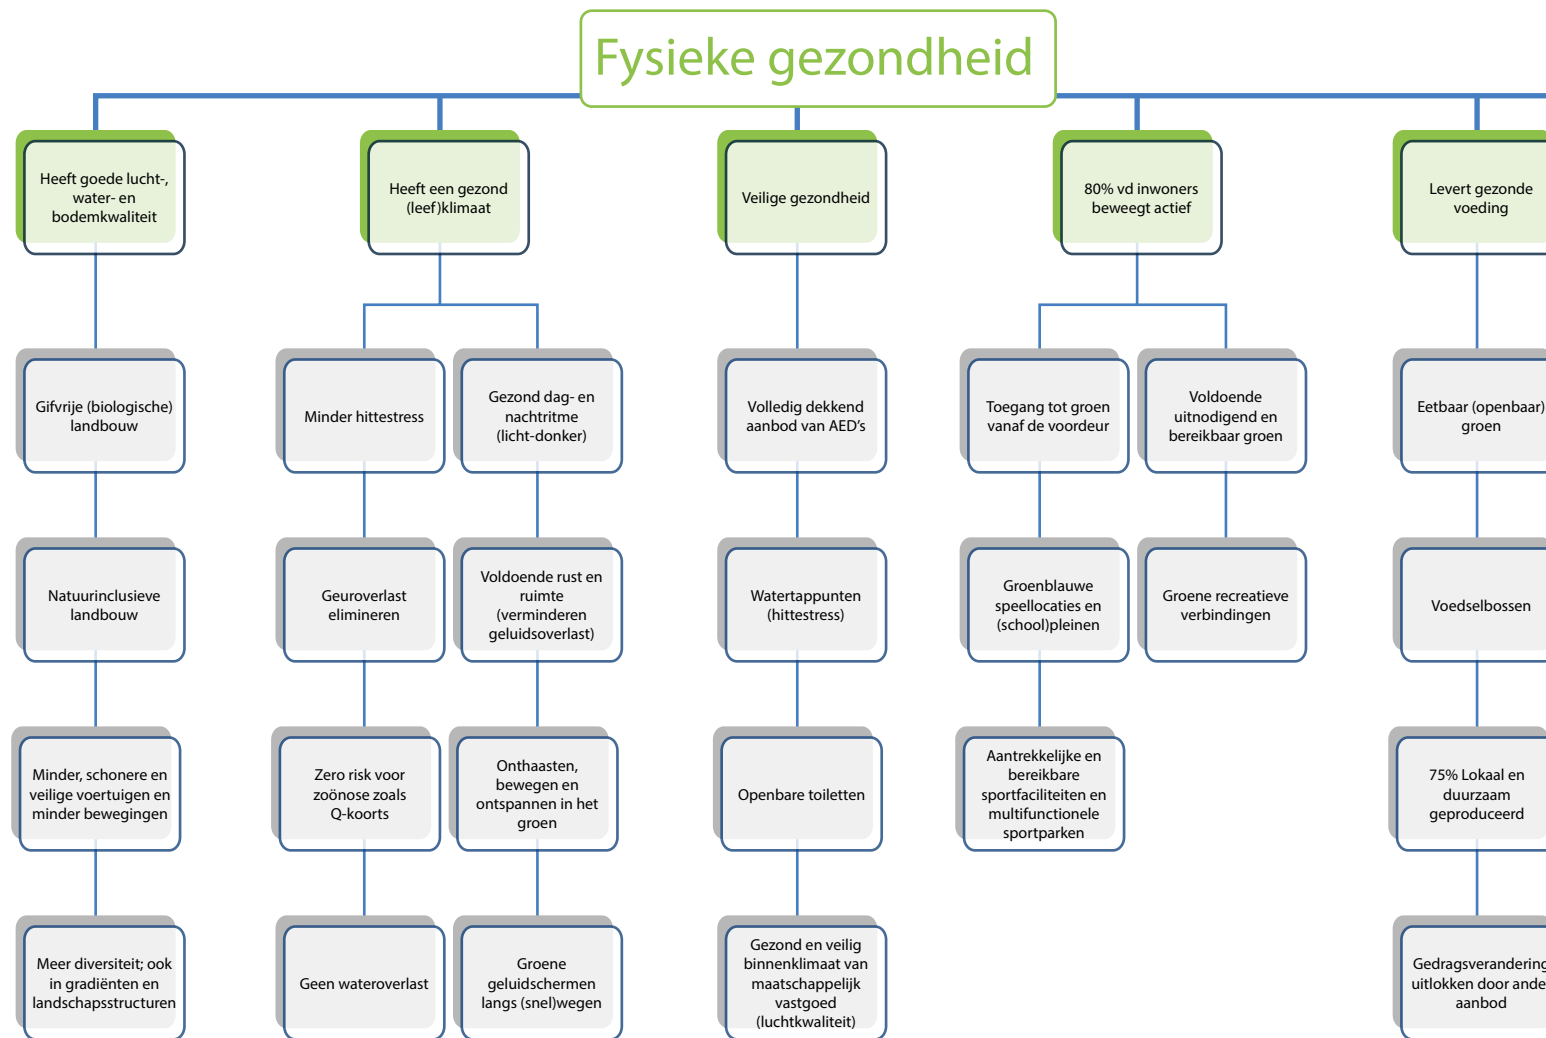 Fysieke gezondheid
Heeft goede lucht-,
water- en
bodemkwaliteit
Heeft een gezond
(leef)klimaat
Veilige gezondheid
80% vd inwoners
beweegt actief
Levert gezonde
voeding
Gifvrije (biologische)
landbouw
Minder hittestress
Gezond dag- en
nachtritme
(licht-donker)
Volledig dekkend
aanbod van AED’s
Toegang tot groen
vanaf de voordeur
Voldoende
uitnodigend en
bereikbaar groen
Eetbaar (openbaar)
groen
Natuurinclusieve
landbouw
Geuroverlast
elimineren
Voldoende rust en
ruimte
(verminderen
geluidsoverlast)
Watertappunten
(hittestress)
Groenblauwe
speellocaties en
(school)pleinen
Groene recreatieve
verbindingen
Voedselbossen
Minder, schonere en
veilige voertuigen en
minder bewegingen
Zero risk voor
zoönose zoals
Q-koorts
Onthaasten,
bewegen en
ontspannen in het
groen
Openbare toiletten
Aantrekkelijke en
bereikbare
sportfaciliteiten en
multifunctionele
sportparken
75% Lokaal en
duurzaam
geproduceerd
Meer diversiteit; ook
in gradiënten en
landschapsstructuren
Geen wateroverlast
Groene
geluidschermen
langs (snel)wegen
Gezond en veilig
binnenklimaat van
maatschappelijk
vastgoed
(luchtkwaliteit)
Gedragsverandering
uitlokken door
aanbod